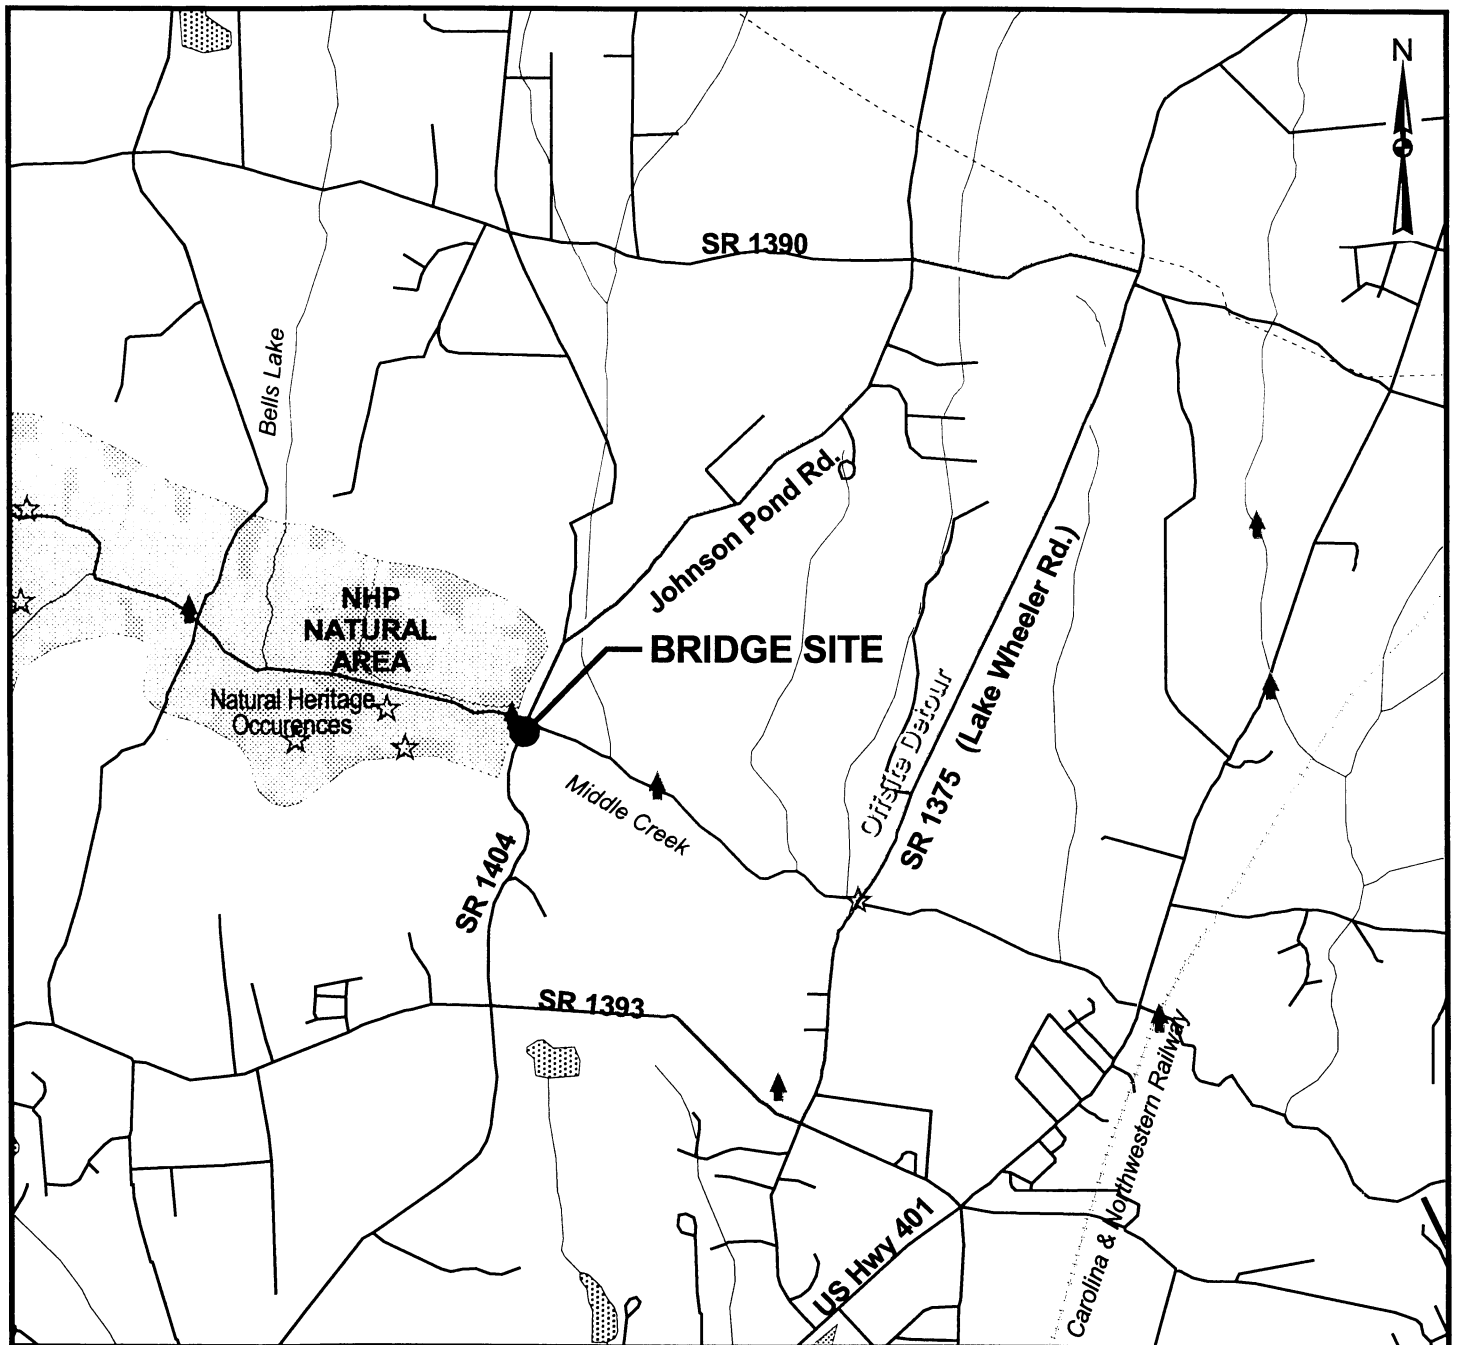 N
SR 1390
Bells Lake
Johnson Pond Rd.
NHP
NATURAL
AREA
BRIDGE SITE
Natural Heritage
Occurences
Offsite Detour
SR 1375 (Lake Wheeler Rd.)
Middle Creek
SR 1404
SR 1393
US Hwy 401
Carolina & Northwestern Railway